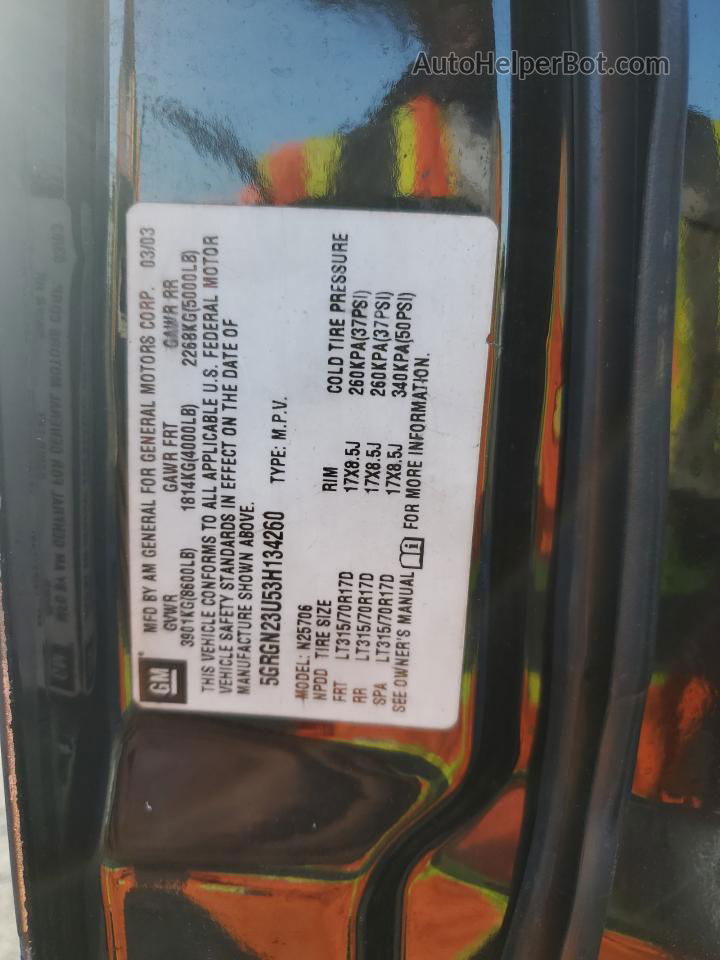 AutoHelperBot.com
GM
MFD BY AM GENERAL FOR GENERAL MOTORS CORP. 03/03
GVWR GAWR FRT GAWR RR
3901KG(8600LB) 1814KG(4000LB) 2268KG(5000LB)
THIS VEHICLE CONFORMS TO ALL APPLICABLE U.S. FEDERAL MOTOR
VEHICLE SAFETY STANDARDS IN EFFECT ON THE DATE OF
MANUFACTURE SHOWN ABOVE.
5GRGN23U53H134260 TYPE: M.P.V.
MODEL: N25706
NPDD TIRE SIZE RIM COLD TIRE PRESSURE
FRT LT315/70R17D 17X8.5J 260KPA(37PSI)
RR LT315/70R17D 17X8.5J 260KPA(37PSI)
SPA LT315/70R17D 17X8.5J 340KPA(50PSI)
SEE OWNER'S MANUAL FOR MORE INFORMATION.